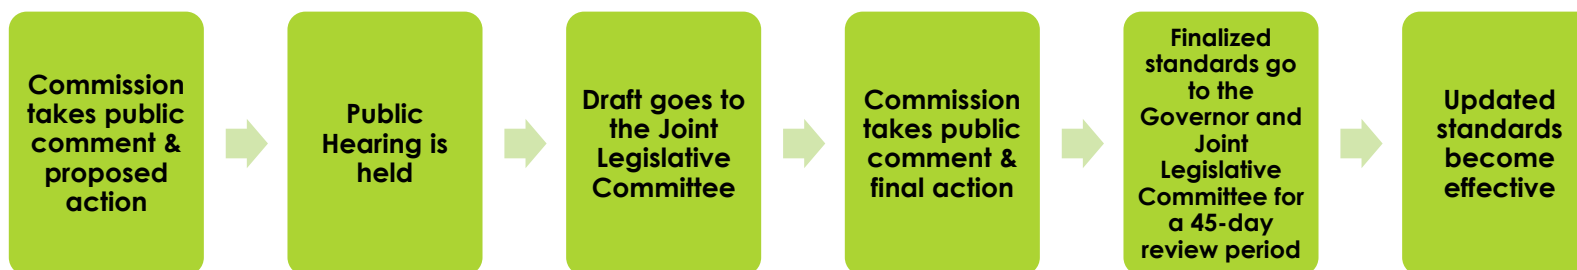 Commission
takes public
comment &
proposed
action
Public
Hearing is
held
Draft goes to
the Joint
Legislative
Committee
Commission
takes public
comment &
final action
Finalized
standards go
to the
Governor and
Joint
Legislative
Committee for
a 45-day
review period
Updated
standards
become
effective